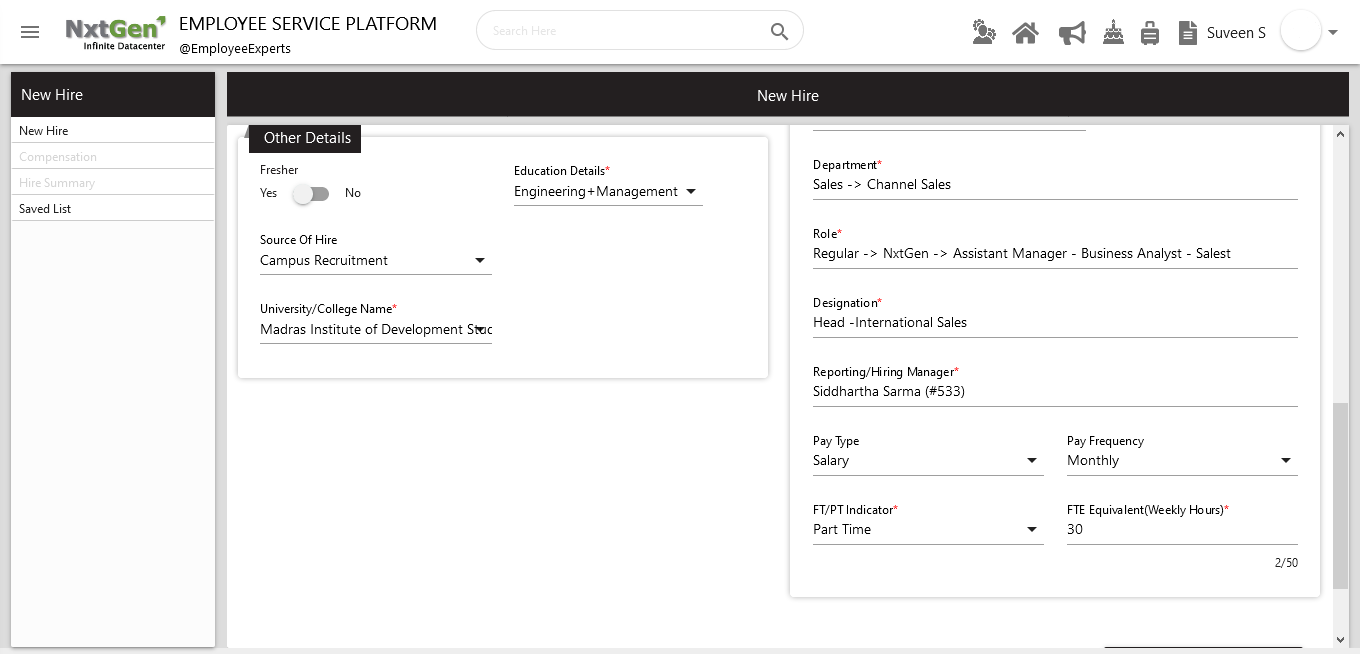 NxtGen
Infinite Datacenter
EMPLOYEE SERVICE PLATFORM
@EmployeeExperts
Search Here
Suveen S
New Hire
New Hire
Compensation
Hire Summary
Saved List
New Hire
Other Details
Fresher
Yes No
Education Details*
Engineering+Management
Source Of Hire
Campus Recruitment
University/College Name*
Madras Institute of Development
Department*
Sales -> Channel Sales
Role*
Regular -> NxtGen -> Assistant Manager - Business Analyst - Salest
Designation*
Head -International Sales
Reporting/Hiring Manager*
Siddhartha Sarma (#533)
Pay Type
Salary
Pay Frequency
Monthly
FT/PT Indicator*
Part Time
FTE Equivalent(Weekly Hours)*
30
2/50